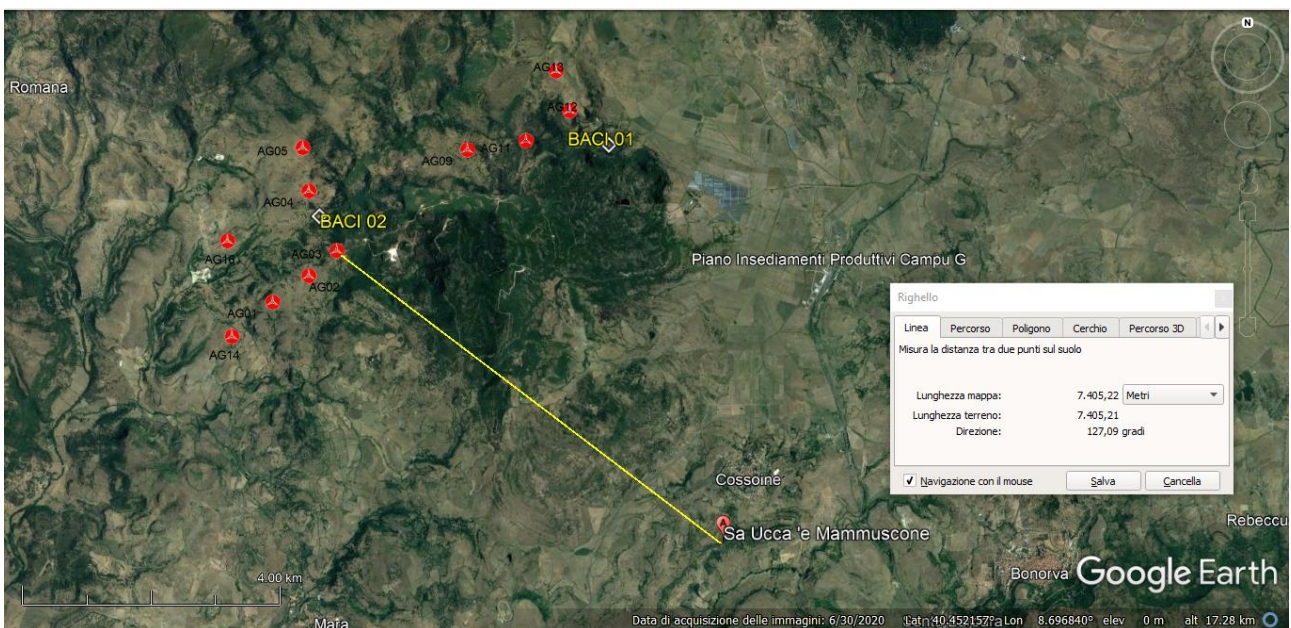 N
Romana
AG13
AG12
BACI 01
AG05
AG09
AG11
AG04
BACI 02
AG16
AG03
AG02
AG01
AG14
Piano Insediamenti Produttivi Campu G
Righello
Linea Percorso Poligono Cerchio Percorso 3D
Misura la distanza tra due punti sul suolo
Lunghezza mappa: 7.405,22 Metri
Lunghezza terreno: 7.405,21
Direzione: 127,09 gradi
Navigazione con il mouse Salva Cancella
Cossoine
A
Sa Ucca 'e Mammuscone
Rebeccu
Bonorva
Google Earth
4.00 km
Mara
Data di acquisizione delle immagini: 6/30/2020 Lat 40.452157° Lon 8.696840° elev 0 m alt 17.28 km